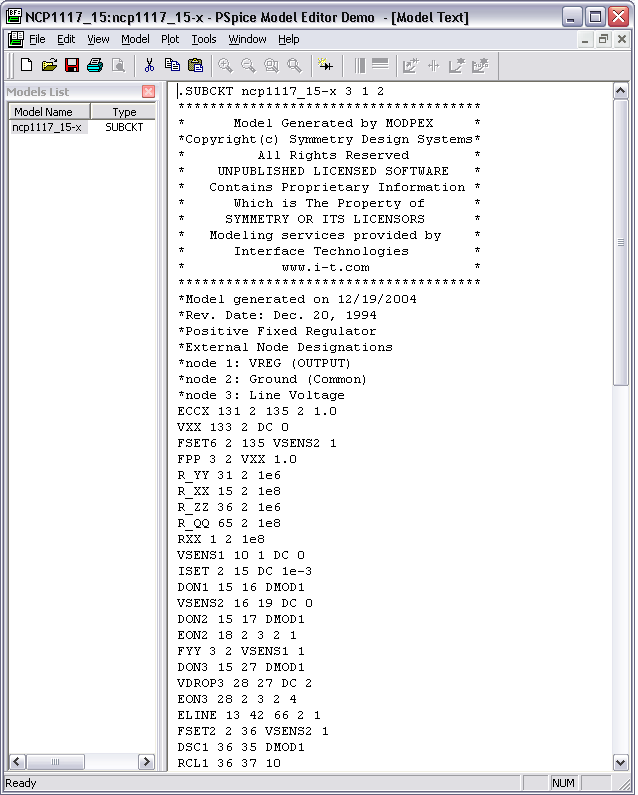 NCP1117_15:ncp1117_15-x - PSpice Model Editor Demo - [Model Text]
File Edit View Model Plot Tools Window Help
Models List
Model Name Type
ncp1117_15-x SUBCKT
.SUBCKT ncp1117_15-x 3 1 2
****************************************
* Model Generated by MODPEX *
*Copyright(c) Symmetry Design Systems*
* All Rights Reserved *
* UNPUBLISHED LICENSED SOFTWARE *
* Contains Proprietary Information *
* Which is The Property of *
* SYMMETRY OR ITS LICENSORS *
* Modeling services provided by *
* Interface Technologies *
* www.i-t.com *
****************************************
*Model generated on 12/19/2004
*Rev. Date: Dec. 20, 1994
*Positive Fixed Regulator
*External Node Designations
*node 1: VREG (OUTPUT)
*node 2: Ground (Common)
*node 3: Line Voltage
ECCX 131 2 135 2 1.0
VXX 133 2 DC 0
FSET6 2 135 VSENS2 1
FPP 3 2 VXX 1.0
R_YY 31 2 1e6
R_XX 15 2 1e8
R_ZZ 36 2 1e6
R_QQ 65 2 1e8
RXX 1 2 1e8
VSENS1 10 1 DC 0
ISET 2 15 DC 1e-3
DON1 15 16 DMOD1
VSENS2 16 19 DC 0
DON2 15 17 DMOD1
EON2 18 2 3 2 1
FYY 3 2 VSENS1 1
DON3 15 27 DMOD1
VDROP3 28 27 DC 2
EON3 28 2 3 2 4
ELINE 13 42 66 2 1
FSET2 2 36 VSENS2 1
DSC1 36 35 DMOD1
RCL1 36 37 10
Ready NUM